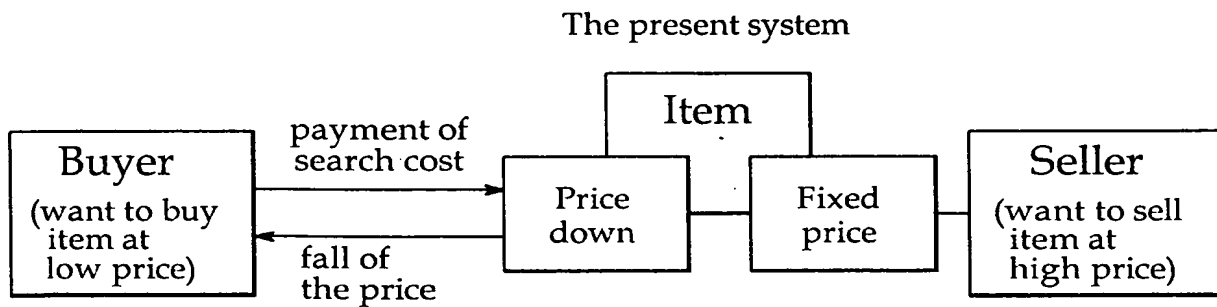 The present system
Item
Buyer
(want to buy
item at
low price)
payment of
search cost
fall of
the price
Price
down
Fixed
price
Seller
(want to sell
item at
high price)